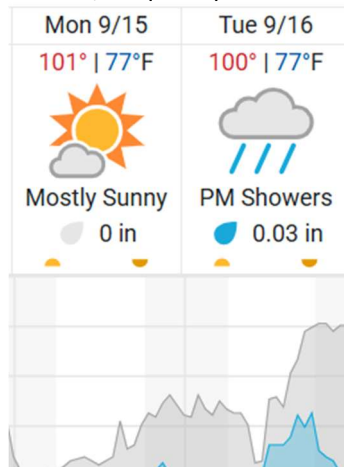 Mon 9/15 Tue 9/16
101° | 77°F 100° | 77°F
Mostly Sunny PM Showers
0 in 0.03 in